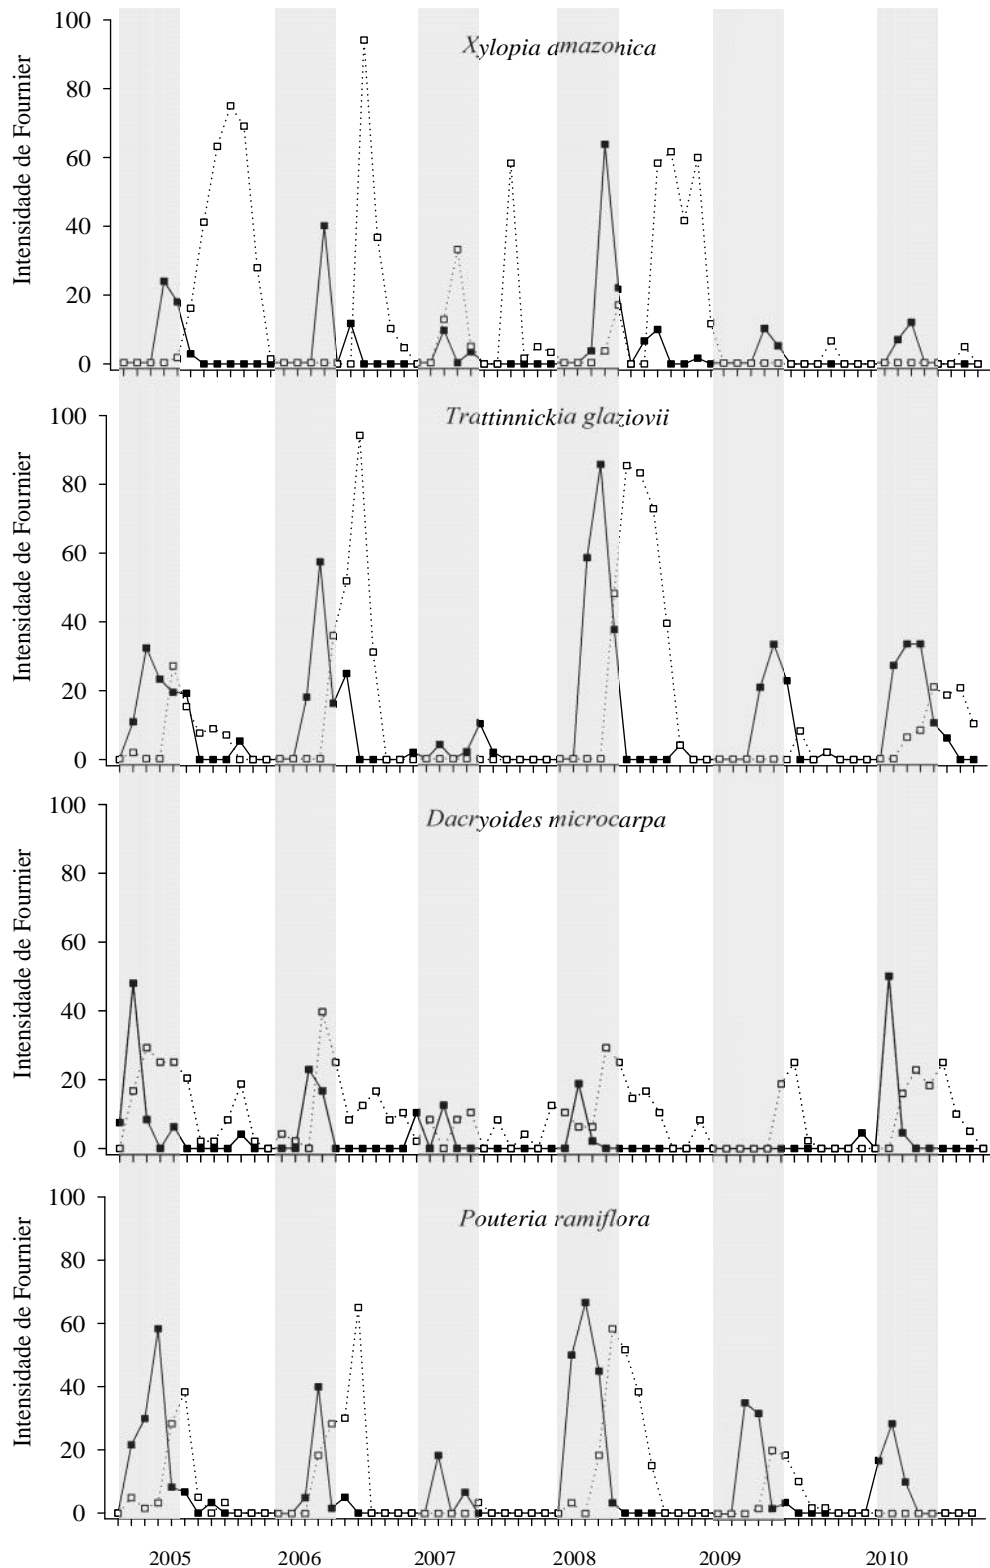 Xylopia amazonica
Intensidade de Fournier
100
80
60
40
20
0
Trattinnickia glaziovii
Intensidade de Fournier
100
80
60
40
20
0
Dacryoides microcarpa
Intensidade de Fournier
100
80
60
40
20
0
Pouteria ramiflora
Intensidade de Fournier
100
80
60
40
20
0
2005 2006 2007 2008 2009 2010